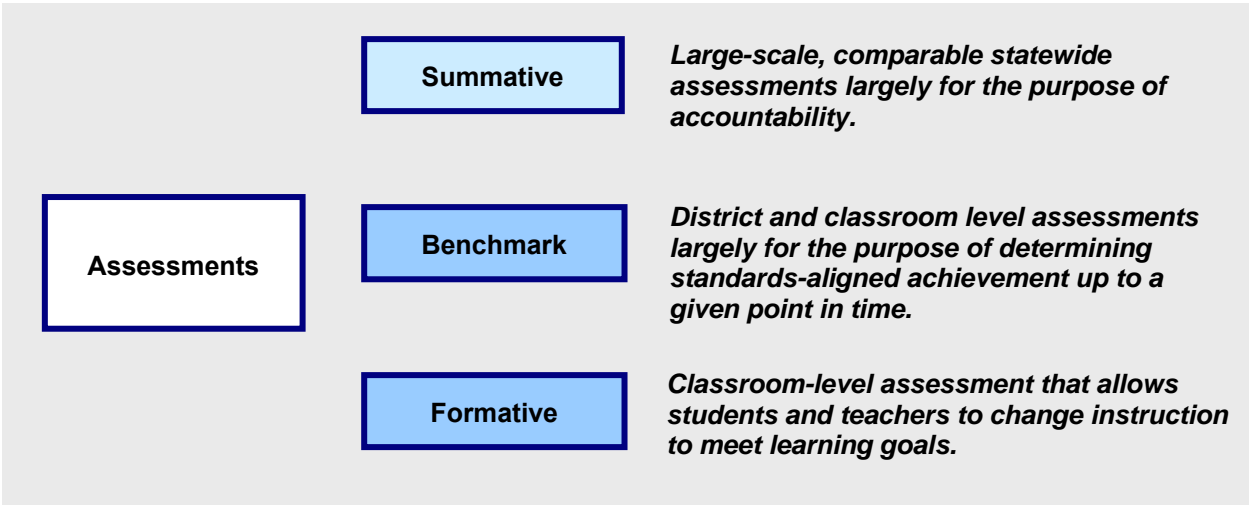 Summative
Large-scale, comparable statewide
assessments largely for the purpose of
accountability.
Assessments
Benchmark
District and classroom level assessments
largely for the purpose of determining
standards-aligned achievement up to a
given point in time.
Formative
Classroom-level assessment that allows
students and teachers to change instruction
to meet learning goals.